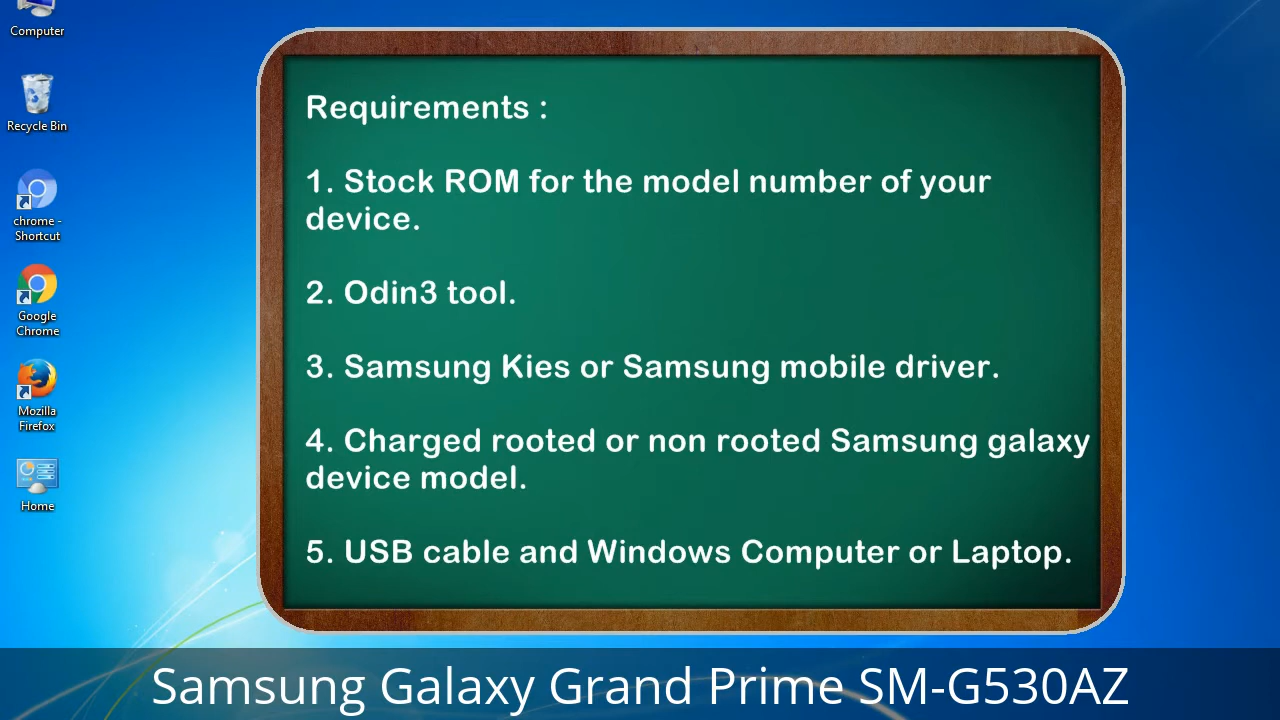 Computer
Recycle Bin
chrome -
Shortcut
Google
Chrome
Mozilla
Firefox
Home
Requirements :
1. Stock ROM for the model number of your
device.
2. Odin3 tool.
3. Samsung Kies or Samsung mobile driver.
4. Charged rooted or non rooted Samsung galaxy
device model.
5. USB cable and Windows Computer or Laptop.
Samsung Galaxy Grand Prime SM-G530AZ